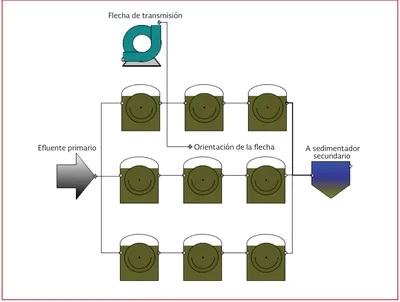 Flecha de transmisión
Efluente primario
Orientación de la flecha
A sedimentador
secundario